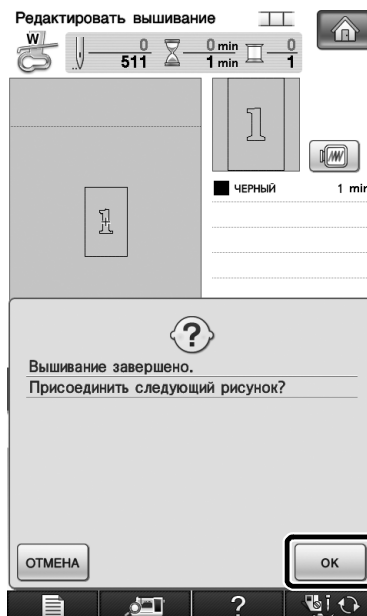 Редактировать вышивание
W
0
511
0 min
1 min
0
1
1
ЧЕРНЫЙ 1 min
1
?
Вышивание завершено.
Присоединить следующий рисунок?
ОТМЕНА
OK
?